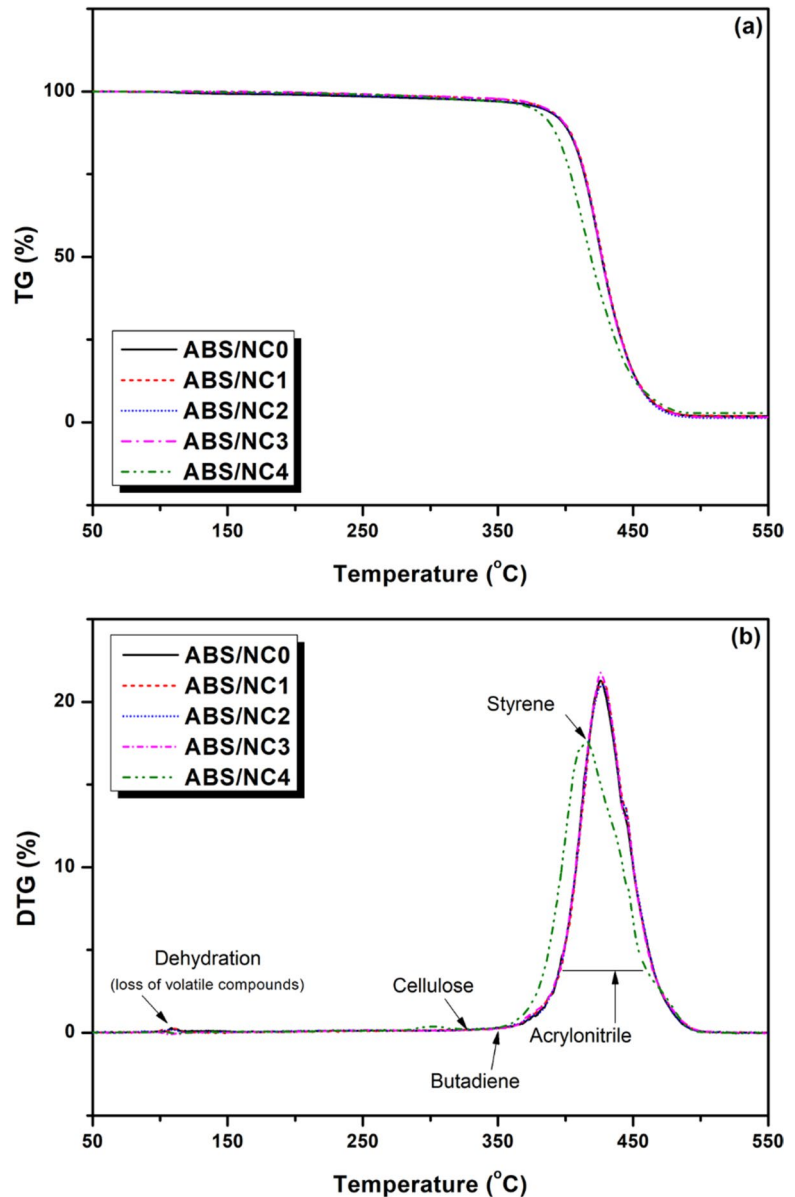 (a)
100
50
0
TG (%)
ABS/NC0
ABS/NC1
ABS/NC2
ABS/NC3
ABS/NC4
50 150 250 350 450 550
Temperature (°C)
(b)
ABS/NC0
ABS/NC1
ABS/NC2
ABS/NC3
ABS/NC4
20
10
0
DTG (%)
Styrene
Dehydration
(loss of volatile compounds)
Cellulose
Butadiene
Acrylonitrile
50 150 250 350 450 550
Temperature (°C)